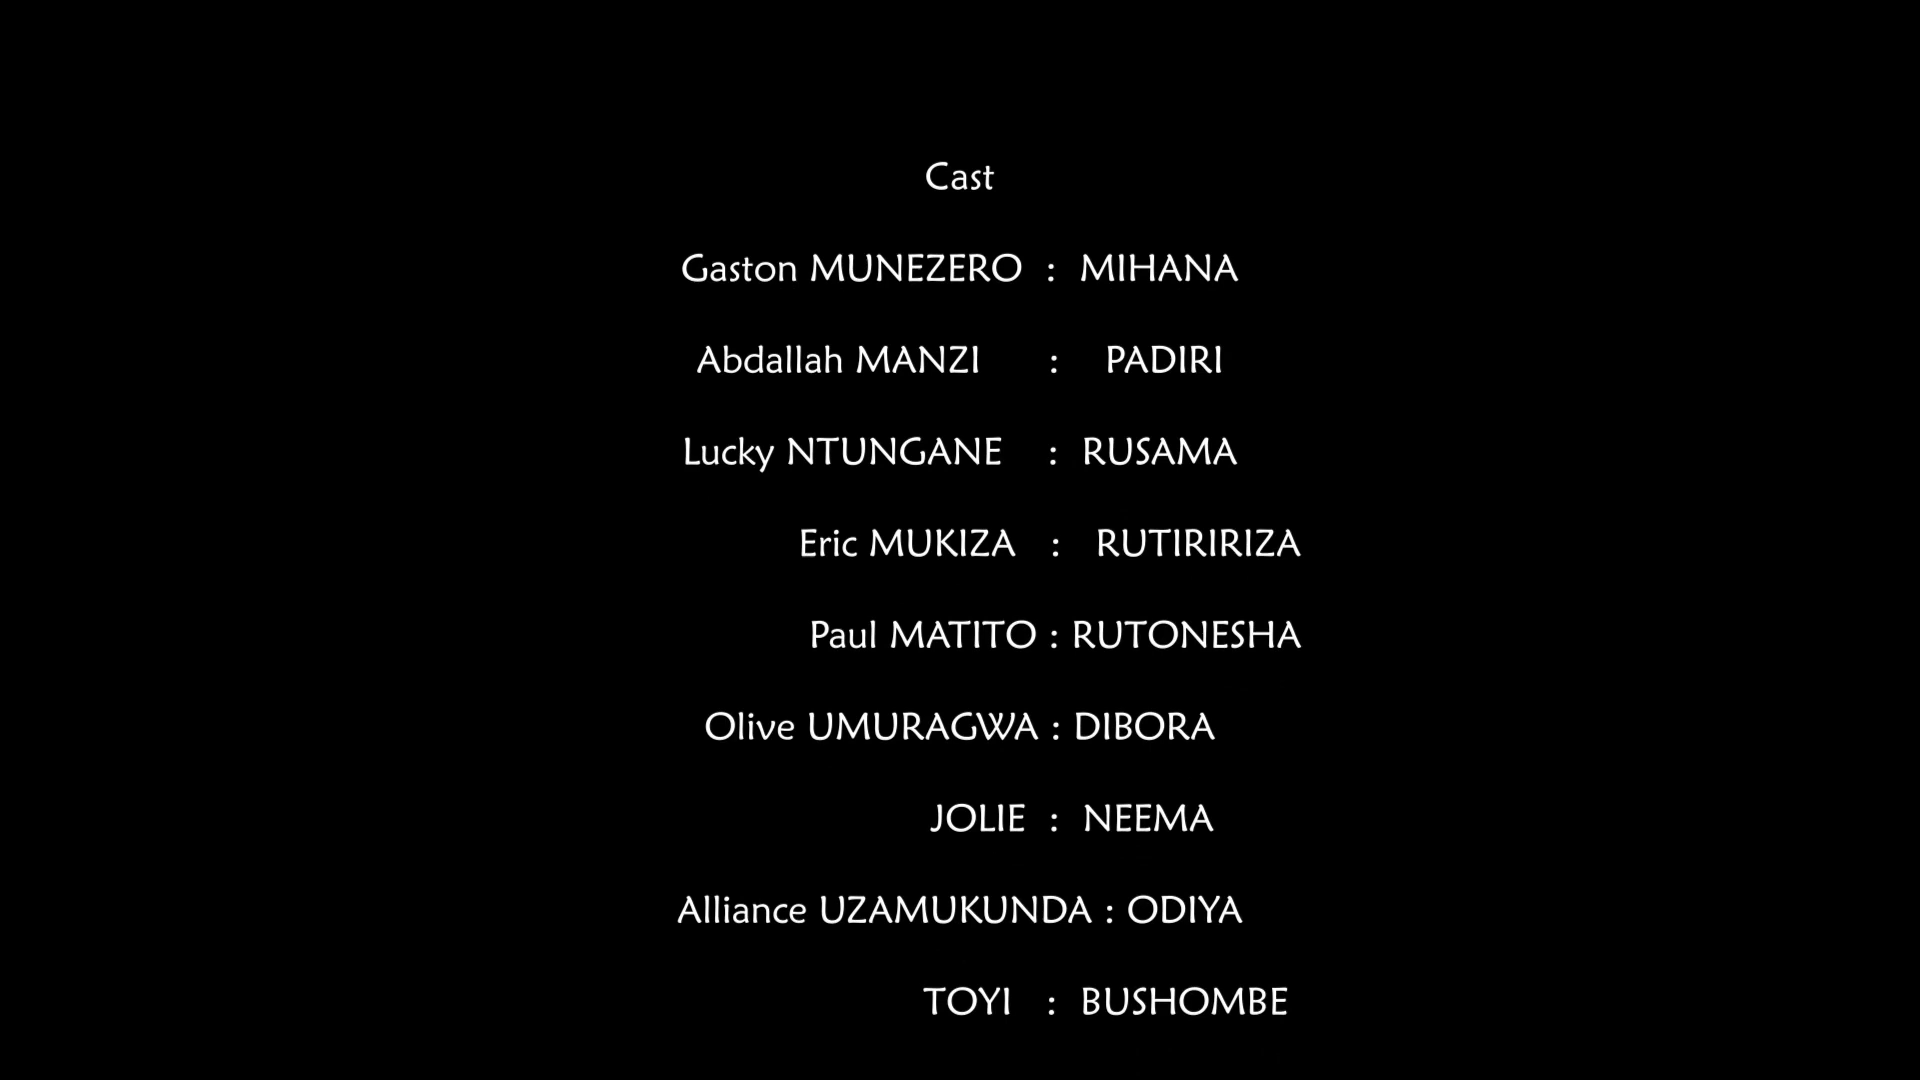 Cast
Gaston MUNEZERO : MIHANA
Abdallah MANZI : PADIRI
Lucky NTUNGANE : RUSAMA
Eric MUKIZA : RUTIRIRIZA
Paul MATITO : RUTONESHA
Olive UMURAGWA : DIBORA
JOLIE : NEEMA
Alliance UZAMUKUNDA : ODIYA
TOYI : BUSHOMBE